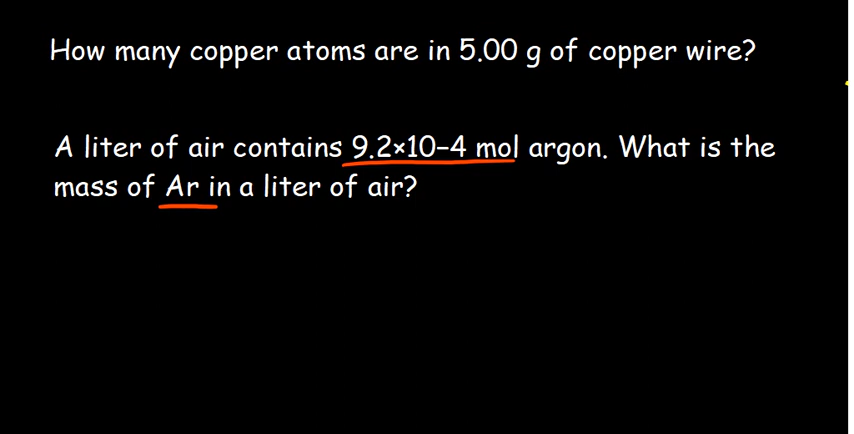 How many copper atoms are in 5.00 g of copper wire?
A liter of air contains 9.2×10−4 mol argon. What is the
mass of Ar in a liter of air?